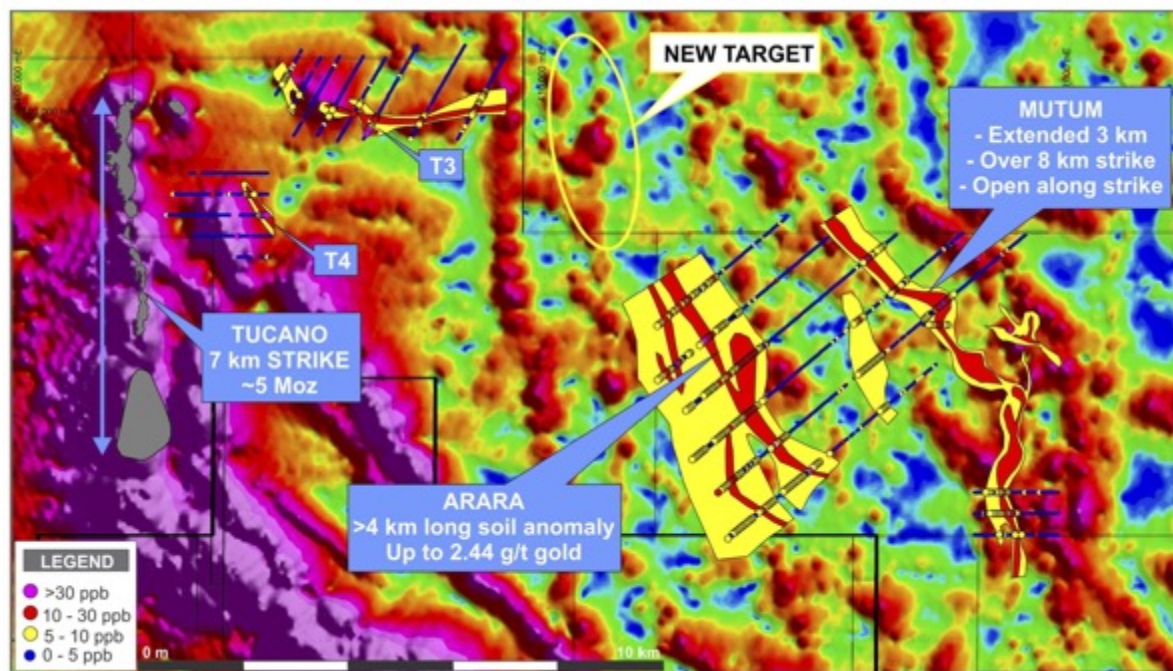 NEW TARGET
MUTUM
- Extended 3 km
- Over 8 km strike
- Open along strike
T3
T4
TUCANO
7 km STRIKE
~5 Moz
ARARA
>4 km long soil anomaly
Up to 2.44 g/t gold
LEGEND
>30 ppb
10 - 30 ppb
5 - 10 ppb
0 - 5 ppb
0 m
10 km